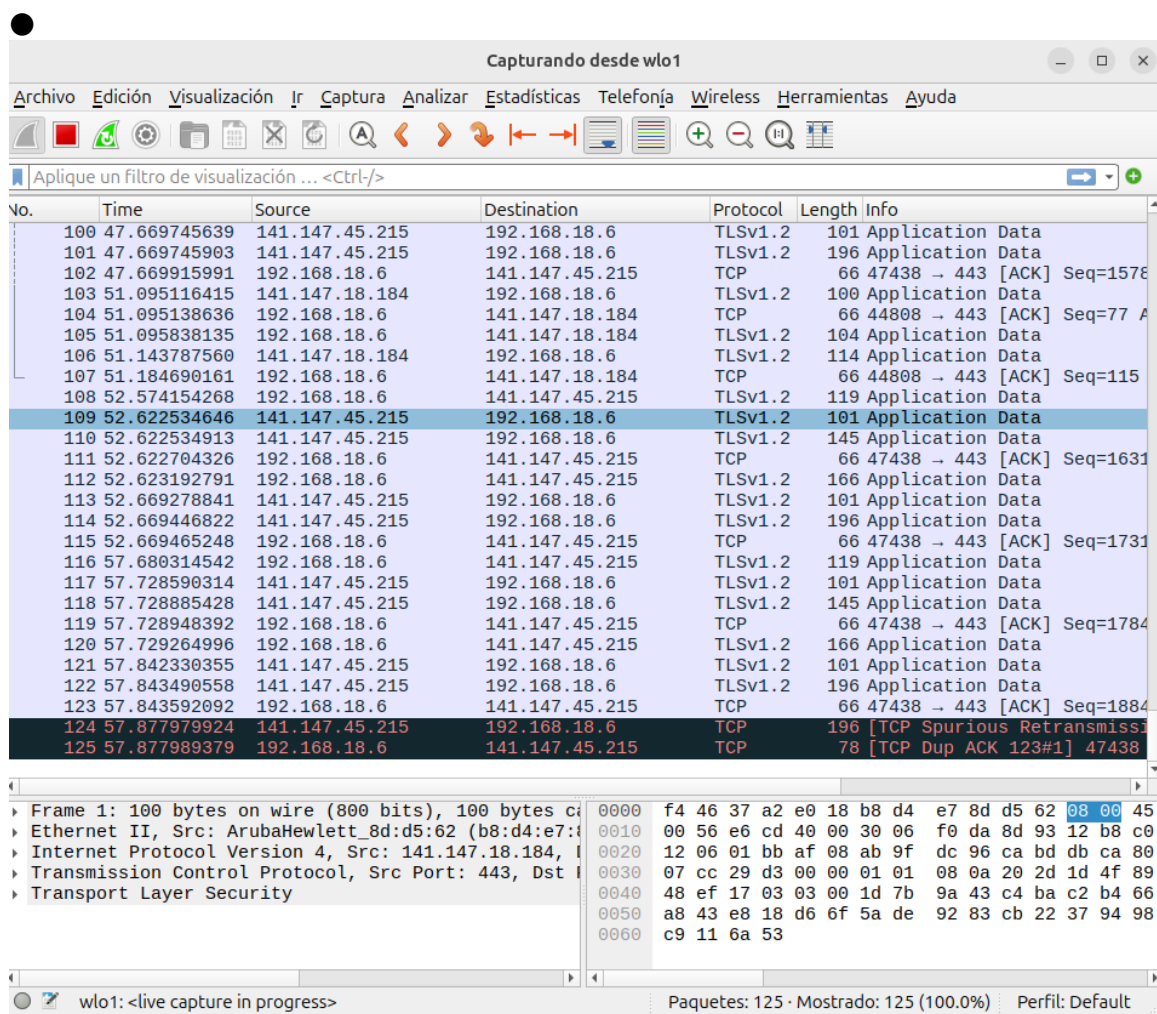 Capturando desde wlo1
Archivo Edición Visualización Ir Captura Analizar Estadísticas Telefonía Wireless Herramientas Ayuda
Aplique un filtro de visualización … <Ctrl-/>
No. Time Source Destination Protocol Length Info
100 47.669745639 141.147.45.215 192.168.18.6 TLSv1.2 101 Application Data
101 47.669745903 141.147.45.215 192.168.18.6 TLSv1.2 196 Application Data
102 47.669915991 192.168.18.6 141.147.45.215 TCP 66 47438 → 443 [ACK] Seq=1578
103 51.095116415 141.147.18.184 192.168.18.6 TLSv1.2 100 Application Data
104 51.095138636 192.168.18.6 141.147.18.184 TCP 66 44808 → 443 [ACK] Seq=77 A
105 51.095838135 192.168.18.6 141.147.18.184 TLSv1.2 104 Application Data
106 51.143787560 141.147.18.184 192.168.18.6 TLSv1.2 114 Application Data
107 51.184690161 192.168.18.6 141.147.18.184 TCP 66 44808 → 443 [ACK] Seq=115
108 52.574154268 192.168.18.6 141.147.45.215 TLSv1.2 119 Application Data
109 52.622534646 141.147.45.215 192.168.18.6 TLSv1.2 101 Application Data
110 52.622534913 141.147.45.215 192.168.18.6 TLSv1.2 145 Application Data
111 52.622704326 192.168.18.6 141.147.45.215 TCP 66 47438 → 443 [ACK] Seq=1631
112 52.623192791 192.168.18.6 141.147.45.215 TLSv1.2 166 Application Data
113 52.669278841 141.147.45.215 192.168.18.6 TLSv1.2 101 Application Data
114 52.669446822 141.147.45.215 192.168.18.6 TLSv1.2 196 Application Data
115 52.669465248 192.168.18.6 141.147.45.215 TCP 66 47438 → 443 [ACK] Seq=1731
116 57.680314542 192.168.18.6 141.147.45.215 TLSv1.2 119 Application Data
117 57.728590314 141.147.45.215 192.168.18.6 TLSv1.2 101 Application Data
118 57.728885428 141.147.45.215 192.168.18.6 TLSv1.2 145 Application Data
119 57.728948392 192.168.18.6 141.147.45.215 TCP 66 47438 → 443 [ACK] Seq=1784
120 57.729264996 192.168.18.6 141.147.45.215 TLSv1.2 166 Application Data
121 57.842330355 141.147.45.215 192.168.18.6 TLSv1.2 101 Application Data
122 57.843490558 141.147.45.215 192.168.18.6 TLSv1.2 196 Application Data
123 57.843592092 192.168.18.6 141.147.45.215 TCP 66 47438 → 443 [ACK] Seq=1884
124 57.877979924 141.147.45.215 192.168.18.6 TCP 196 [TCP Spurious Retransmissi
125 57.877989379 192.168.18.6 141.147.45.215 TCP 78 [TCP Dup ACK 123#1] 47438
Frame 1: 100 bytes on wire (800 bits), 100 bytes ca
Ethernet II, Src: ArubaHewlett_8d:d5:62 (b8:d4:e7:8
Internet Protocol Version 4, Src: 141.147.18.184, D
Transmission Control Protocol, Src Port: 443, Dst P
Transport Layer Security
0000 f4 46 37 a2 e0 18 b8 d4 e7 8d d5 62 08 00 45
0010 00 56 e6 cd 40 00 30 06 f0 da 8d 93 12 b8 c0
0020 12 06 01 bb af 08 ab 9f dc 96 ca bd db ca 80
0030 07 cc 29 d3 00 00 01 01 08 0a 20 2d 1d 4f 89
0040 48 ef 17 03 03 00 1d 7b 9a 43 c4 ba c2 b4 66
0050 a8 43 e8 18 d6 6f 5a de 92 83 cb 22 37 94 98
0060 c9 11 6a 53
wlo1: <live capture in progress>
Paquetes: 125 · Mostrado: 125 (100.0%)
Perfil: Default